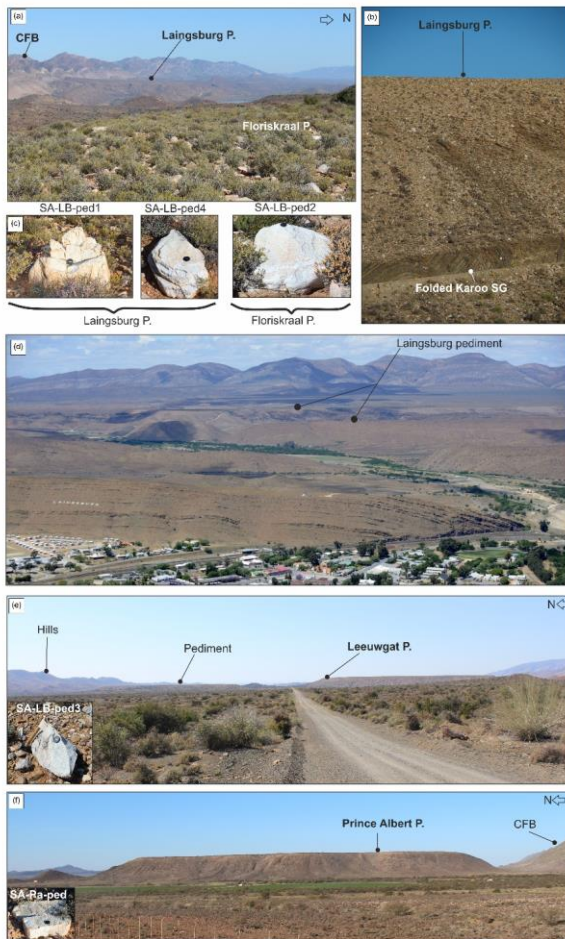 (a)
N
CFB
Laingsburg P.
Floriskraal P.
(b)
Laingsburg P.
Folded Karoo SG
SA-LB-ped1
SA-LB-ped4
SA-LB-ped2
(c)
Laingsburg P.
Floriskraal P.
(d)
Laingsburg pediment
LAINGSBURG
(e)
N
Hills
Pediment
Leeuwgat P.
SA-LB-ped3
(f)
N
Prince Albert P.
CFB
SA-Ra-ped